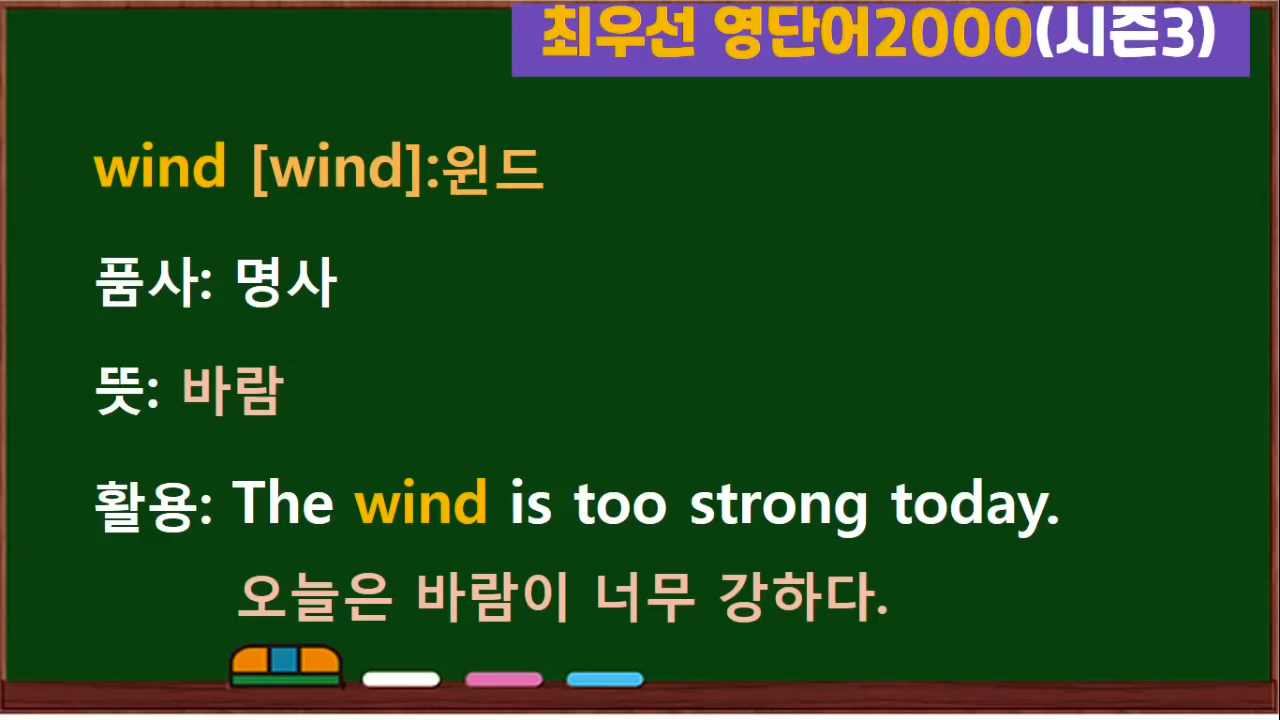 최우선 영단어2000(시즌3)
wind [wind]:윈드
품사: 명사
뜻: 바람
활용: The wind is too strong today.
오늘은 바람이 너무 강하다.